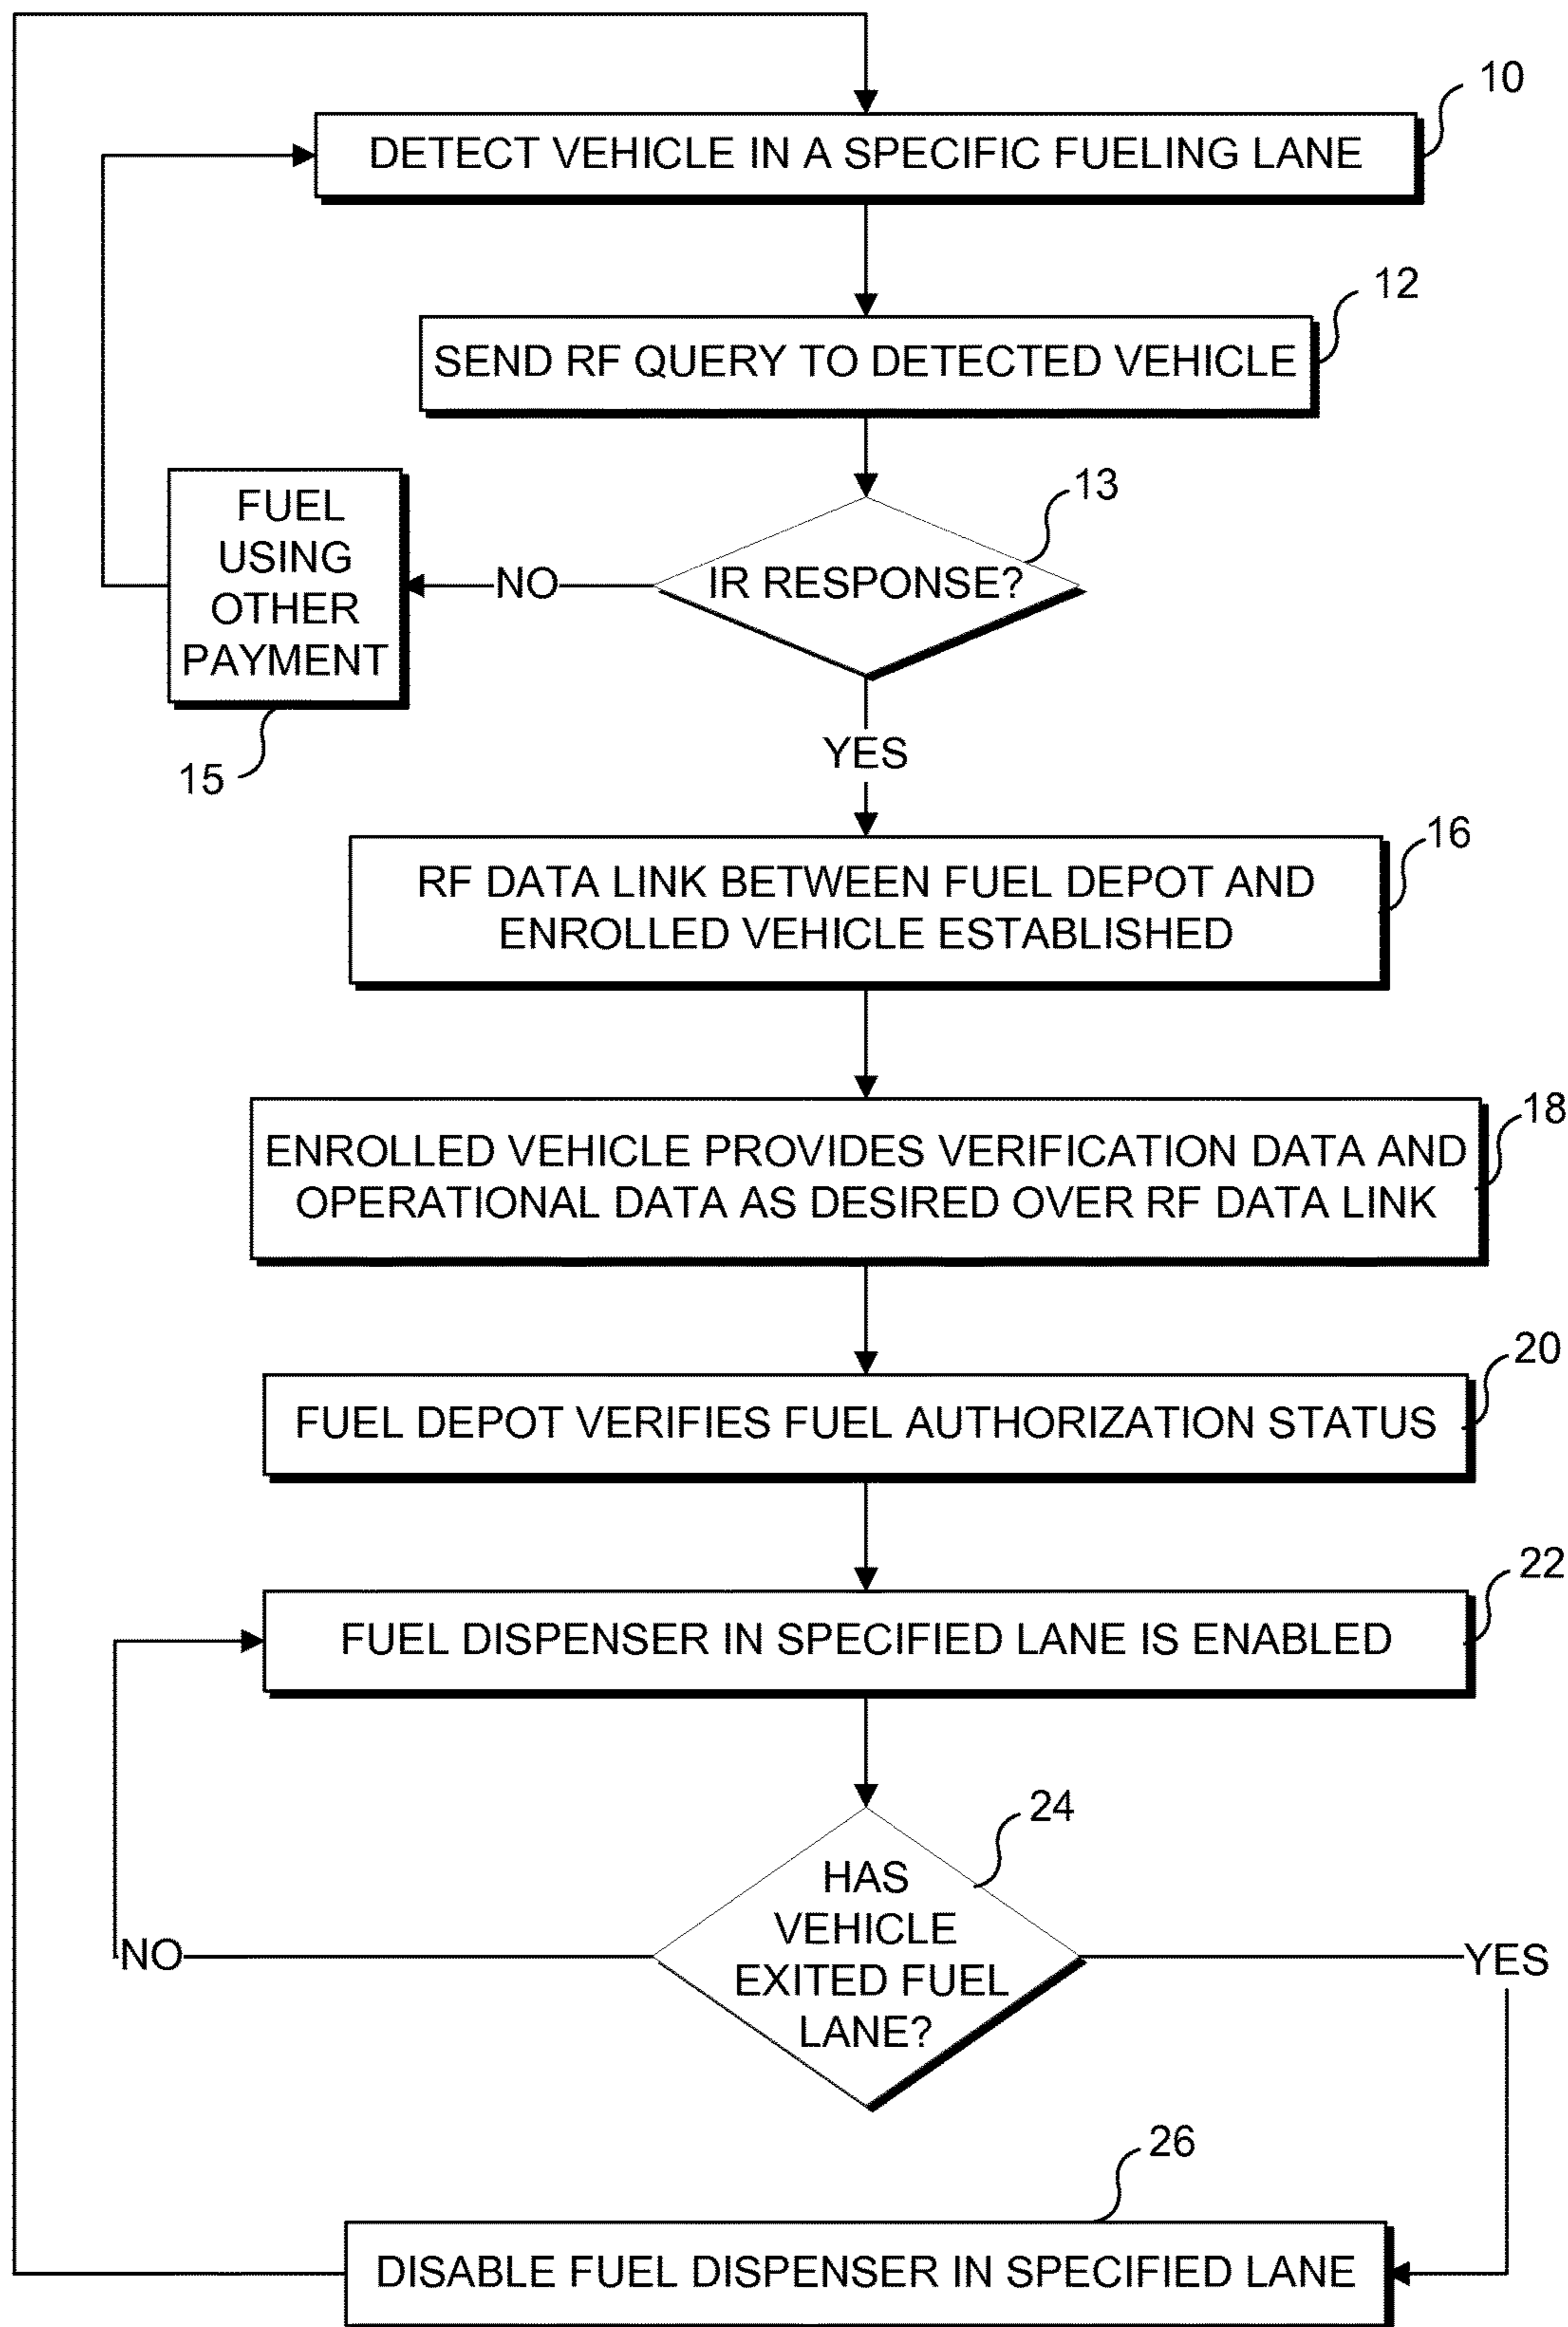 10
DETECT VEHICLE IN A SPECIFIC FUELING LANE
12
SEND RF QUERY TO DETECTED VEHICLE
13
IR RESPONSE?
NO
FUEL
USING
OTHER
PAYMENT
15
YES
16
RF DATA LINK BETWEEN FUEL DEPOT AND
ENROLLED VEHICLE ESTABLISHED
18
ENROLLED VEHICLE PROVIDES VERIFICATION DATA AND
OPERATIONAL DATA AS DESIRED OVER RF DATA LINK
20
FUEL DEPOT VERIFIES FUEL AUTHORIZATION STATUS
22
FUEL DISPENSER IN SPECIFIED LANE IS ENABLED
24
HAS
VEHICLE
EXITED FUEL
LANE?
NO
YES
26
DISABLE FUEL DISPENSER IN SPECIFIED LANE